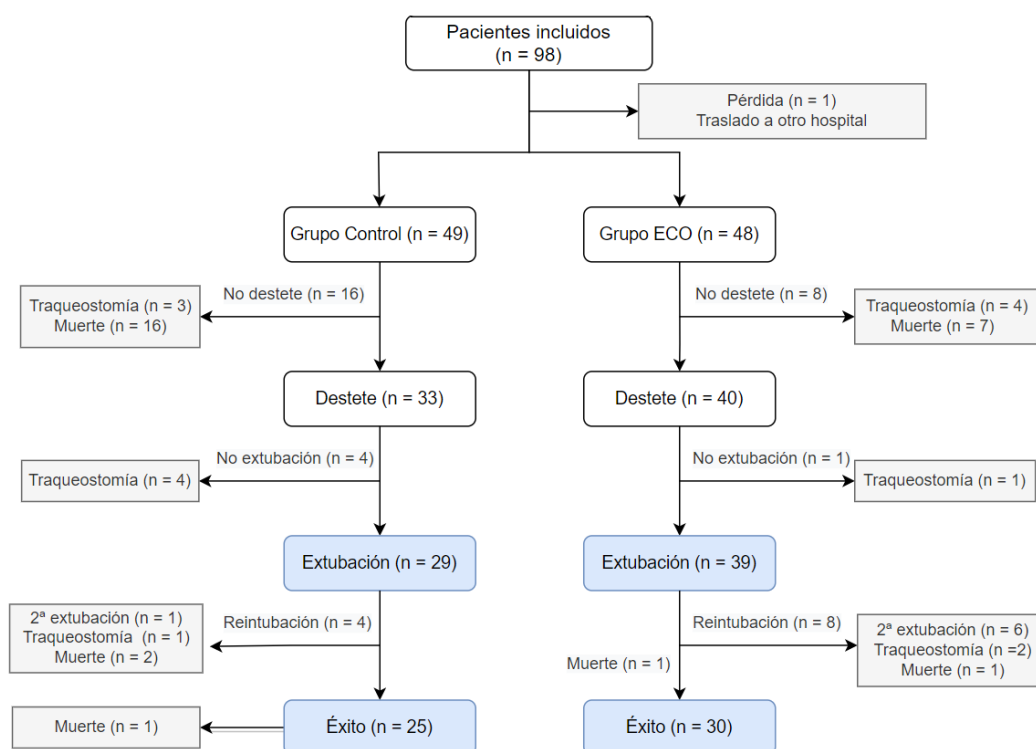 Pacientes incluidos
(n = 98)
Pérdida (n = 1)
Traslado a otro hospital
Grupo Control (n = 49)
Grupo ECO (n = 48)
No destete (n = 16)
No destete (n = 8)
Traqueostomía (n = 3)
Muerte (n = 16)
Traqueostomía (n = 4)
Muerte (n = 7)
Destete (n = 33)
Destete (n = 40)
No extubación (n = 4)
No extubación (n = 1)
Traqueostomía (n = 4)
Traqueostomía (n = 1)
Extubación (n = 29)
Extubación (n = 39)
Reintubación (n = 4)
Reintubación (n = 8)
2ª extubación (n = 1)
Traqueostomía (n = 1)
Muerte (n = 2)
2ª extubación (n = 6)
Traqueostomía (n =2)
Muerte (n = 1)
Muerte (n = 1)
Muerte (n = 1)
Éxito (n = 25)
Éxito (n = 30)